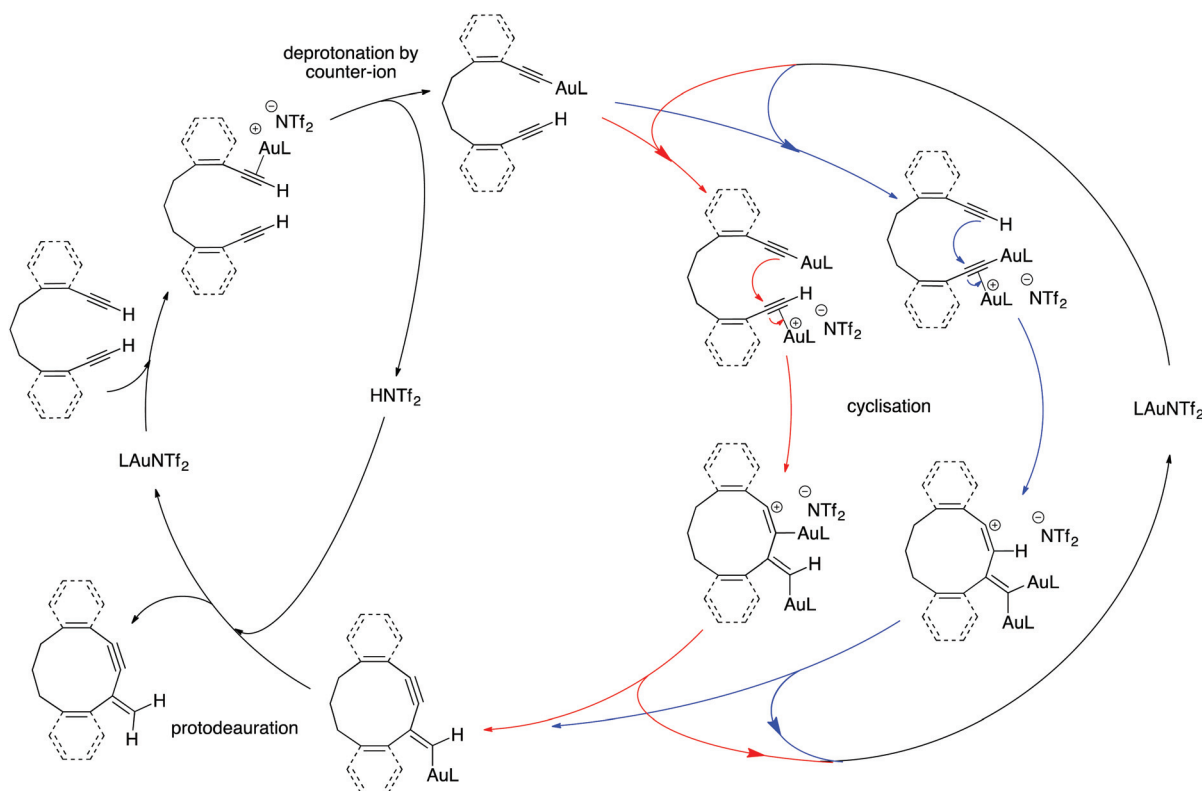 deprotonation by
counter-ion
AuL
H
⊖
NTf2
⊕
AuL
H
H
H
H
HNTf2
LAuNTf2
AuL
H
⊖
NTf2
⊕
AuL
H
AuL
⊖
NTf2
⊕
AuL
cyclisation
LAuNTf2
⊕
⊖
NTf2
AuL
H
AuL
⊕
⊖
NTf2
H
AuL
AuL
H
H
protodeauration
H
AuL